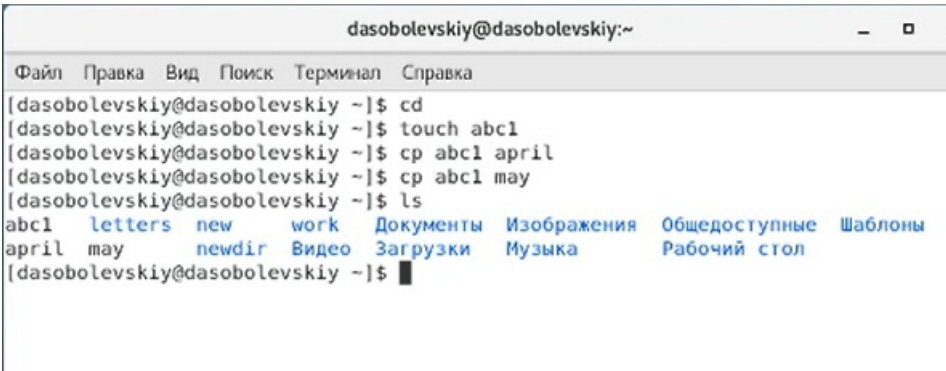 dasobolevskiy@dasobolevskiy:~
Файл Правка Вид Поиск Терминал Справка
[dasobolevskiy@dasobolevskiy ~]$ cd
[dasobolevskiy@dasobolevskiy ~]$ touch abc1
[dasobolevskiy@dasobolevskiy ~]$ cp abc1 april
[dasobolevskiy@dasobolevskiy ~]$ cp abc1 may
[dasobolevskiy@dasobolevskiy ~]$ ls
abc1 letters new work Документы Изображения Общедоступные Шаблоны
april may newdir Видео Загрузки Музыка Рабочий стол
[dasobolevskiy@dasobolevskiy ~]$